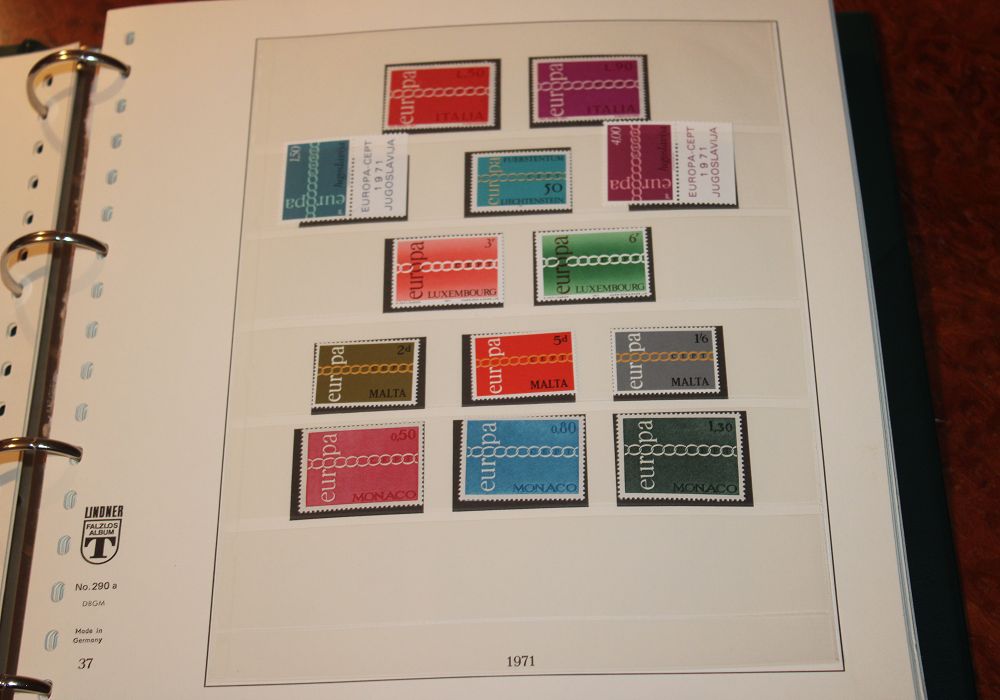 L.50
europa
ITALIA
L.90
europa
ITALIA
1.50
Jugoslavija
europa
EUROPA-CEPT
1971
JUGOSLAVIJA
FUERSTENTUM
europa
50
LIECHTENSTEIN
4.00
Jugoslavija
europa
EUROPA-CEPT
1971
JUGOSLAVIJA
3F
europa
LUXEMBOURG
6F
europa
LUXEMBOURG
2d
europa
MALTA
5d
europa
MALTA
1/6
europa
MALTA
0,50
europa
MONACO
0,80
europa
MONACO
1,30
europa
MONACO
LINDNER
FALZLOS
ALBUM
T
No. 290 a
DBGM
Made in
Germany
37
1971